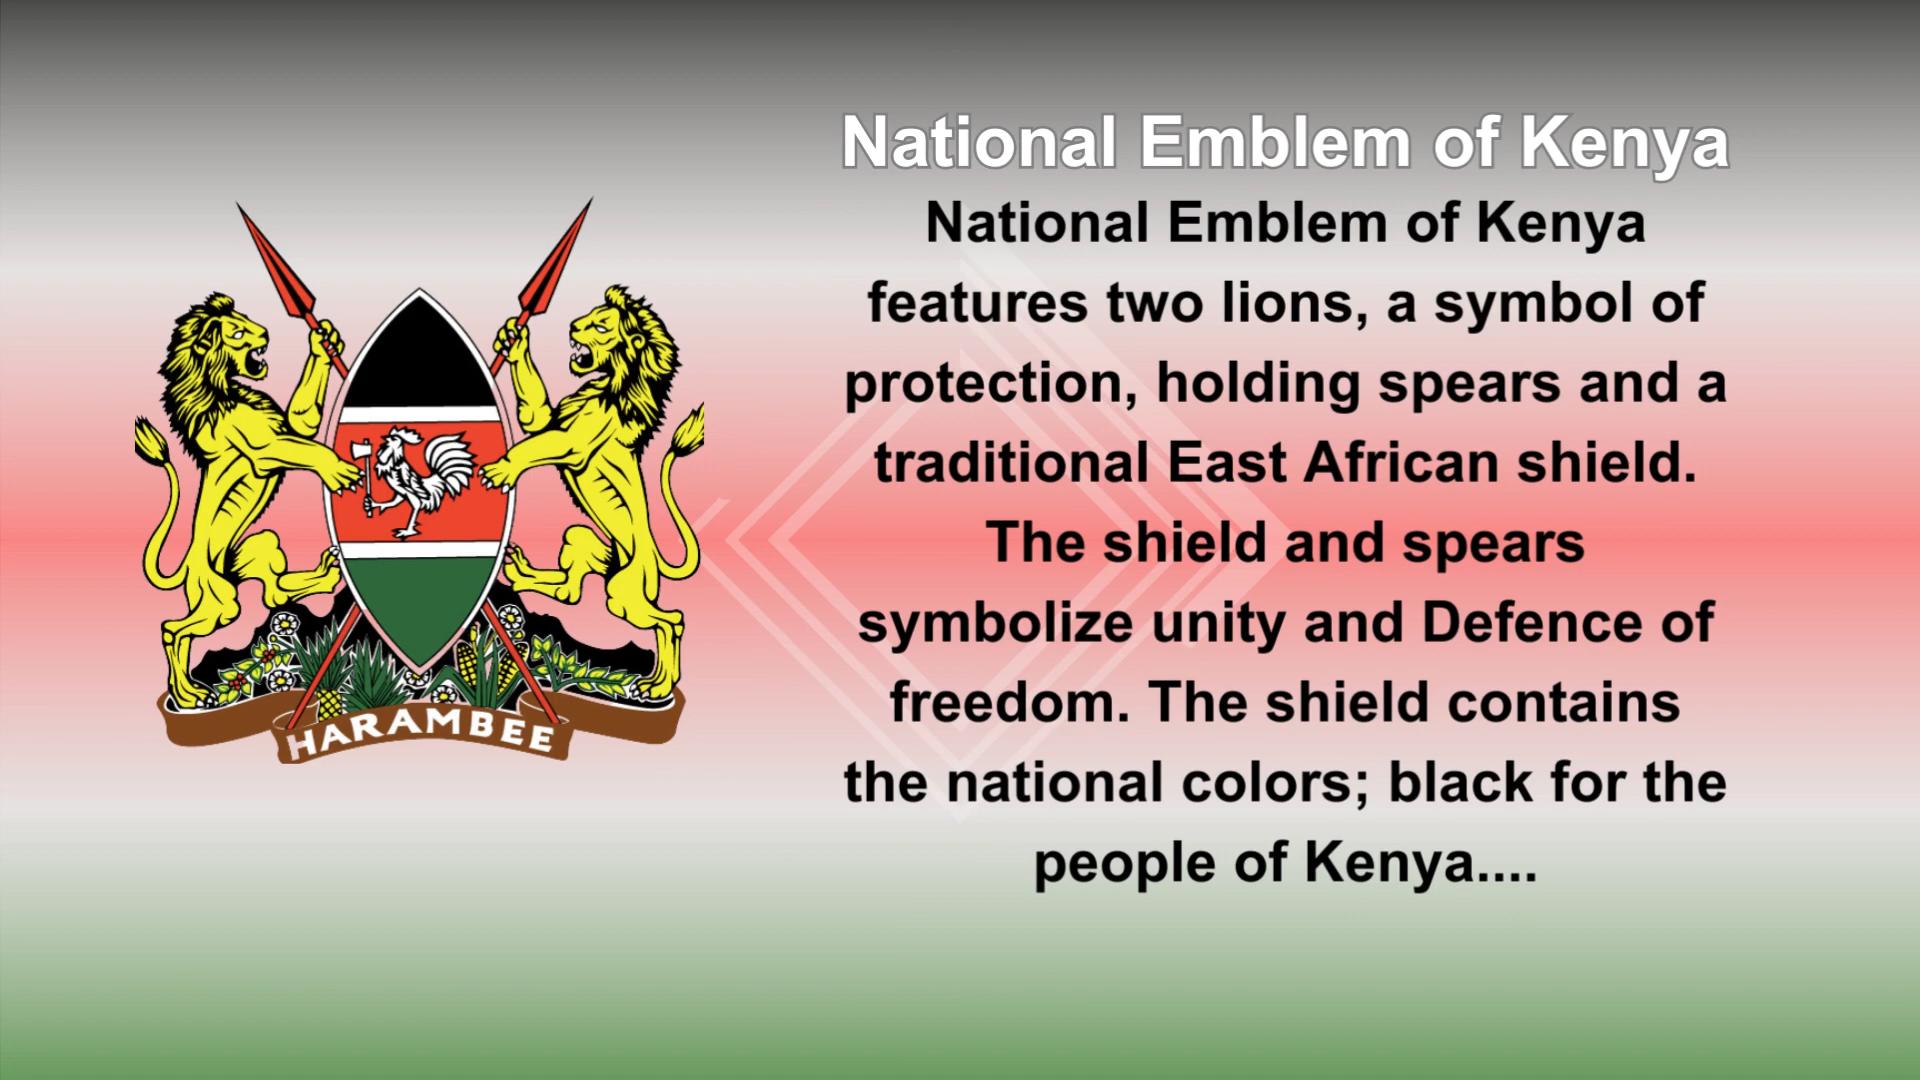 National Emblem of Kenya
National Emblem of Kenya
features two lions, a symbol of
protection, holding spears and a
traditional East African shield.
The shield and spears
symbolize unity and Defence of
freedom. The shield contains
the national colors; black for the
people of Kenya....
HARAMBEE